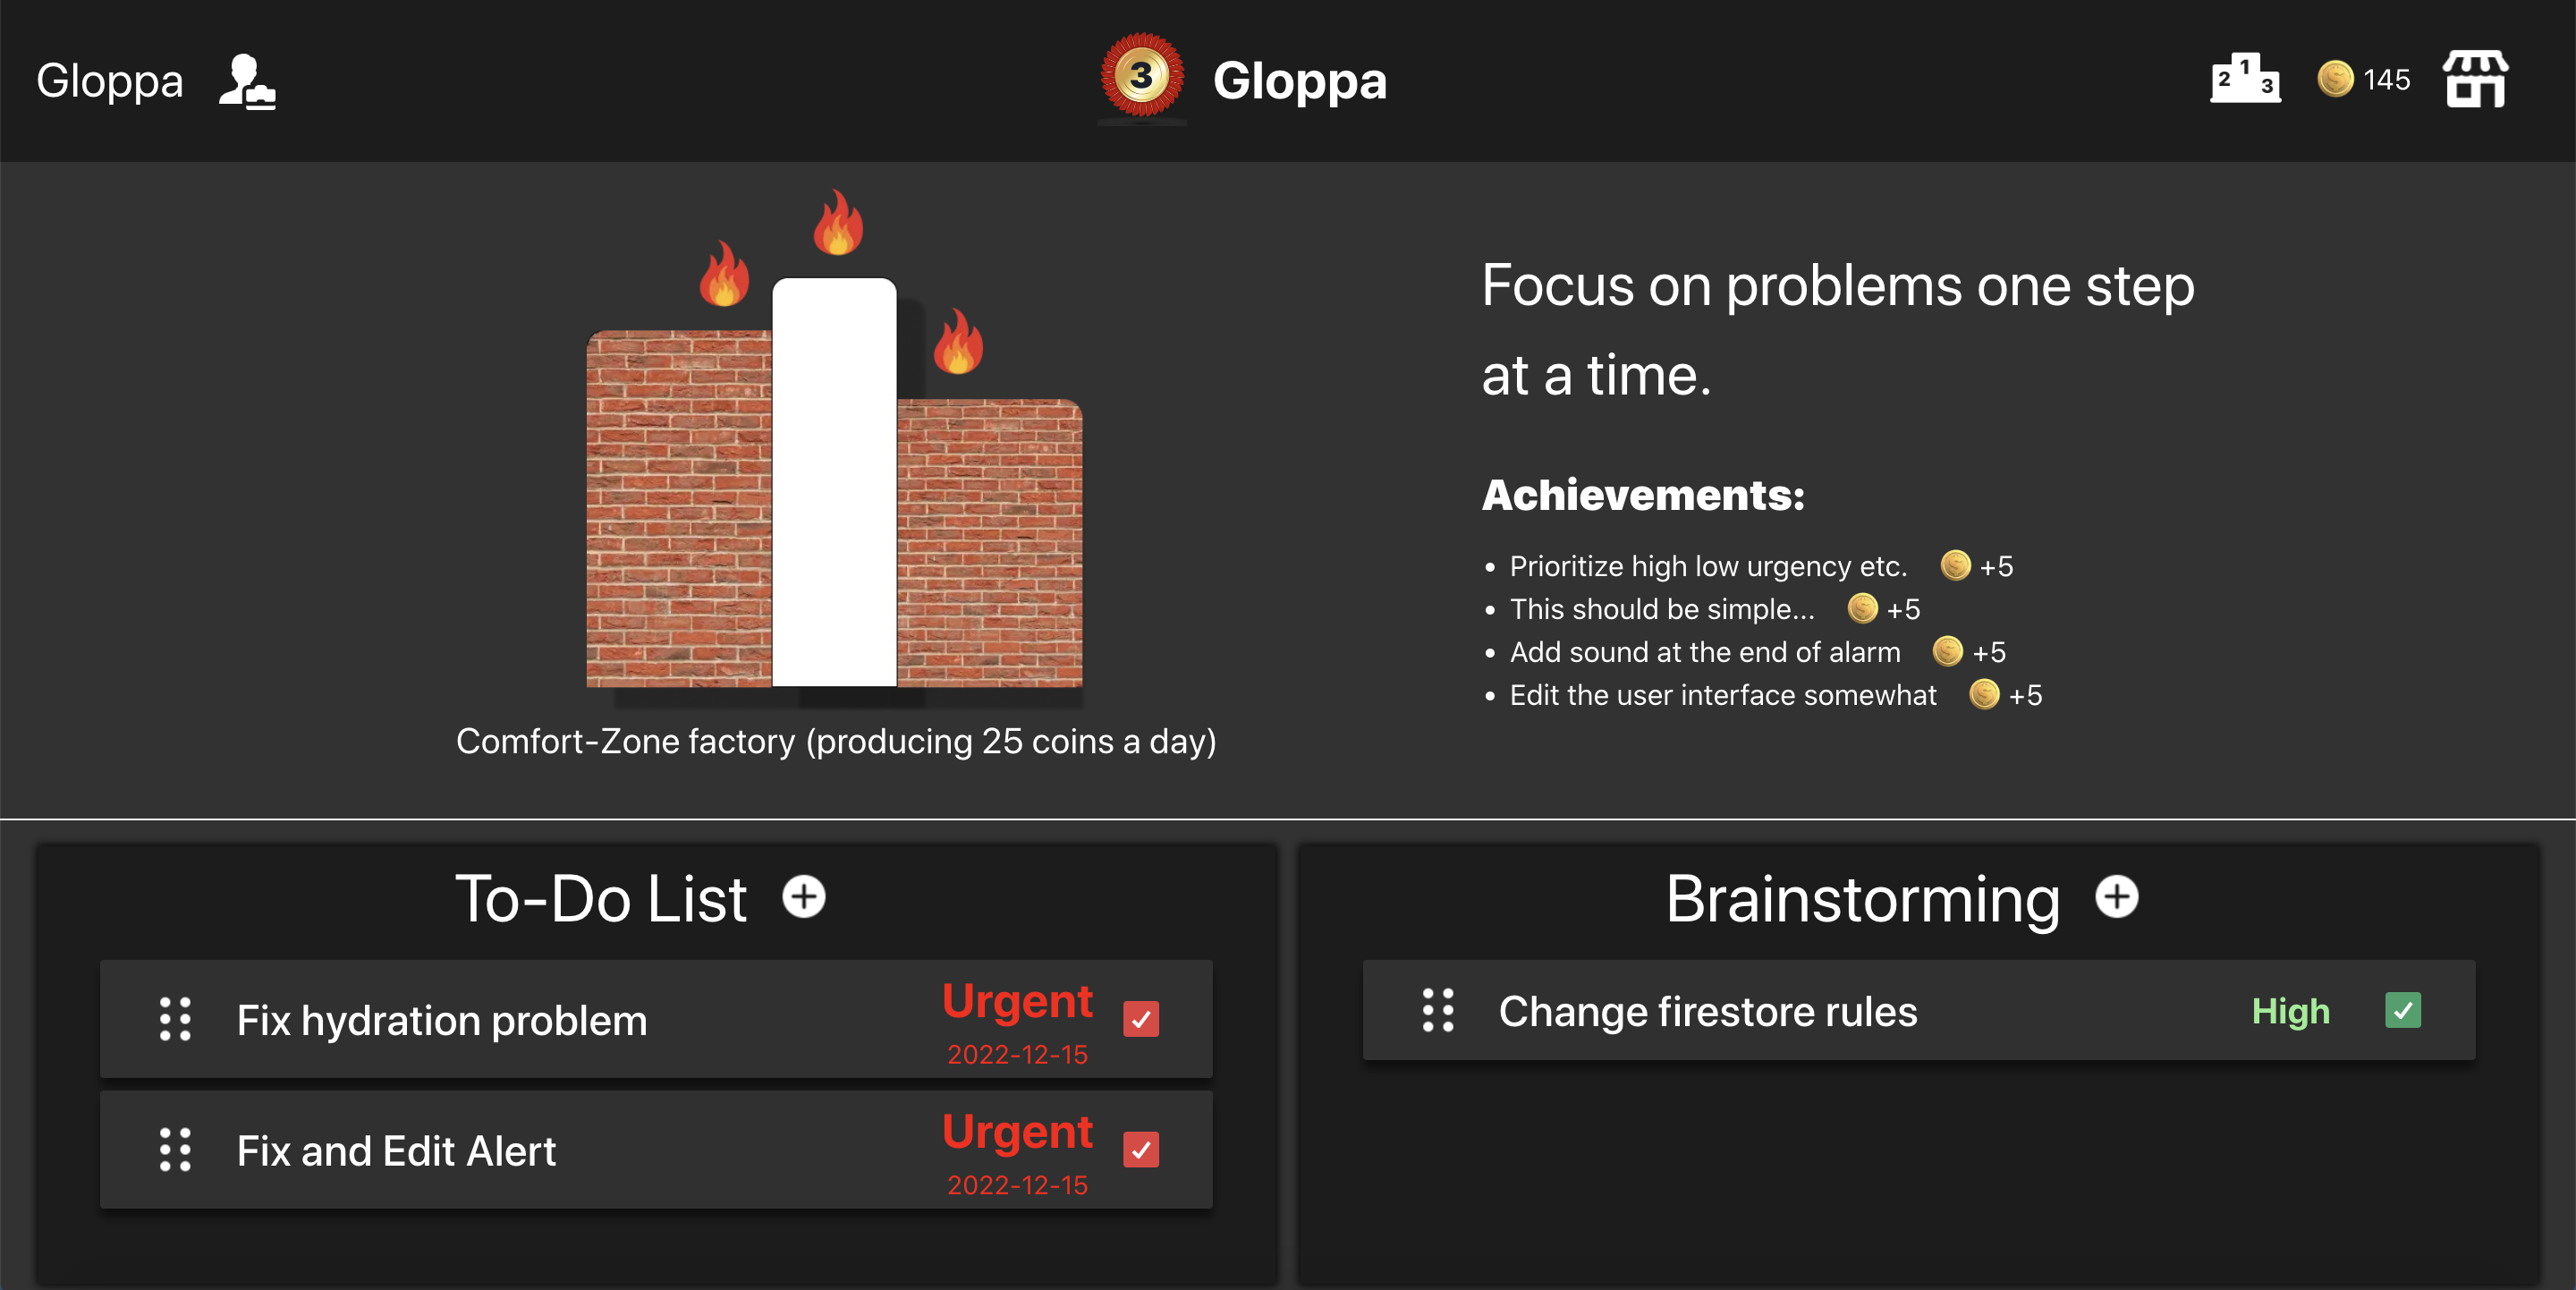 Gloppa
3
Gloppa
2 1 3
145
Focus on problems one step
at a time.
Achievements:
• Prioritize high low urgency etc. +5
• This should be simple... +5
• Add sound at the end of alarm +5
• Edit the user interface somewhat +5
Comfort-Zone factory (producing 25 coins a day)
To-Do List
Fix hydration problem
Urgent
2022-12-15
Fix and Edit Alert
Urgent
2022-12-15
Brainstorming
Change firestore rules
High